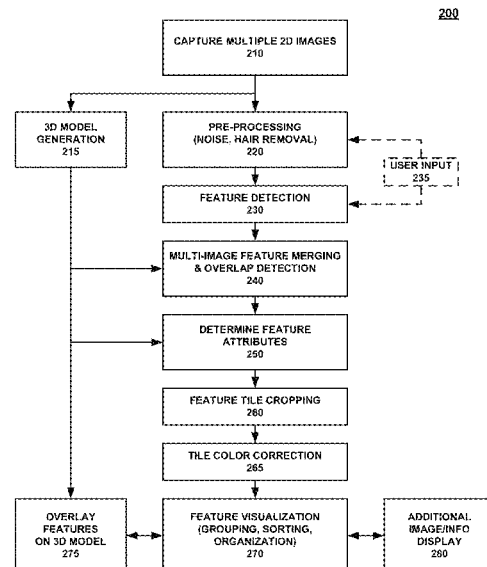 200
CAPTURE MULTIPLE 2D IMAGES
210
3D MODEL
GENERATION
215
PRE-PROCESSING
(NOISE, HAIR REMOVAL)
220
USER INPUT
235
FEATURE DETECTION
230
MULTI-IMAGE FEATURE MERGING
& OVERLAP DETECTION
240
DETERMINE FEATURE
ATTRIBUTES
250
FEATURE TILE CROPPING
260
TILE COLOR CORRECTION
265
OVERLAY
FEATURES
ON 3D MODEL
275
FEATURE VISUALIZATION
(GROUPING, SORTING,
ORGANIZATION)
270
ADDITIONAL
IMAGE/INFO
DISPLAY
280